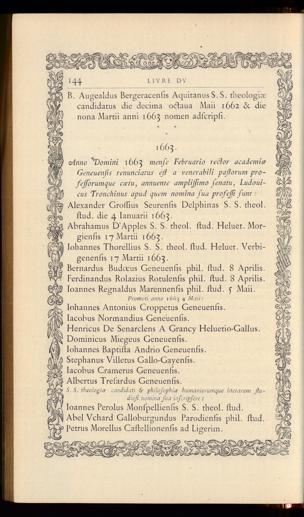 144 LIVRE DV
B. Augealdus Bergeracensis Aquitanus S. S. theologiæ
candidatus die decima octaua Maii 1662 & die
nona Martii anni 1663 nomen adscripsi.
1663.
Anno Domini 1663 mense Februario rector academiæ
Geneuensis renunciatus est a venerabili pastorum pro-
fessorumque cœtu, annuente amplissimo senatu, Ludoui-
cus Tronchinus apud quem nomina sua professi sunt :
Alexander Grossius Seurensis Delphinas S. S. theol.
stud. die 4 Ianuarii 1663.
Abrahamus D'Apples S. S. theol. stud. Heluet. Mor-
giensis 17 Martii 1663.
Iohannes Thorellius S. S. theol. stud. Heluet. Verbi-
genensis 17 Martii 1663.
Bernardus Budæus Geneuensis phil. stud. 8 Aprilis.
Ferdinandus Rolazius Rotulensis phil. stud. 8 Aprilis.
Ioannes Regnaldus Marennensis phil. stud. 5 Maii.
Promoti anno 1663 4 Maii:
Iohannes Antonius Croppetus Geneuensis.
Iacobus Normandius Geneuensis.
Henricus De Senarclens A Grancy Heluetio-Gallus.
Dominicus Miegeus Geneuensis.
Iohannes Baptista Andrio Geneuensis.
Stephanus Villetus Gallo-Gayensis.
Iacobus Cramerus Geneuensis.
Albertus Tresardus Geneuensis.
S. S. theologiæ candidati & philosophiæ humaniorumque literarum stu-
diosi nomina sua inscripsere :
Ioannes Perolus Monspelliensis S. S. theol. stud.
Abel Vchard Galloburgundus Parodiensis phil. stud.
Petrus Morellus Castellionensis ad Ligerim.